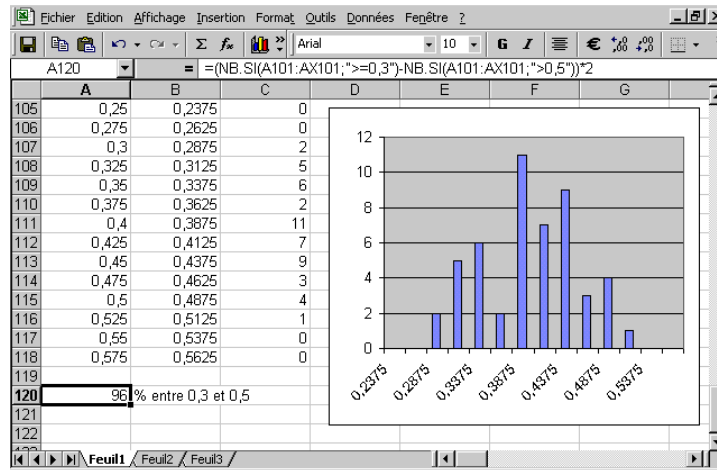 Fichier Edition Affichage Insertion Format Outils Données Fenêtre ?
Σ fx Arial 10 G I €
A120 = =(NB.SI(A101:AX101;">=0,3")-NB.SI(A101:AX101;">0,5"))*2
A B C D E F G
105 0,25 0,2375 0
106 0,275 0,2625 0
107 0,3 0,2875 2
108 0,325 0,3125 5
109 0,35 0,3375 6
110 0,375 0,3625 2
111 0,4 0,3875 11
112 0,425 0,4125 7
113 0,45 0,4375 9
114 0,475 0,4625 3
115 0,5 0,4875 4
116 0,525 0,5125 1
117 0,55 0,5375 0
118 0,575 0,5625 0
119
120 96 % entre 0,3 et 0,5
121
122
12
10
8
6
4
2
0
0,2375 0,2875 0,3375 0,3875 0,4375 0,4875 0,5375
Feuil1 Feuil2 Feuil3